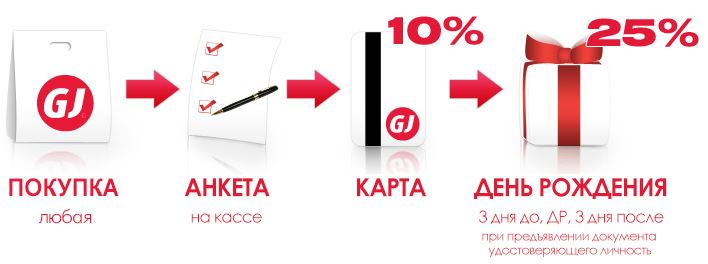 GJ
10%
GJ
25%
ПОКУПКА
любая
АНКЕТА
на кассе
КАРТА
ДЕНЬ РОЖДЕНИЯ
3 дня до, ДР, 3 дня после
при предъявлении документа
удостоверяющего личность